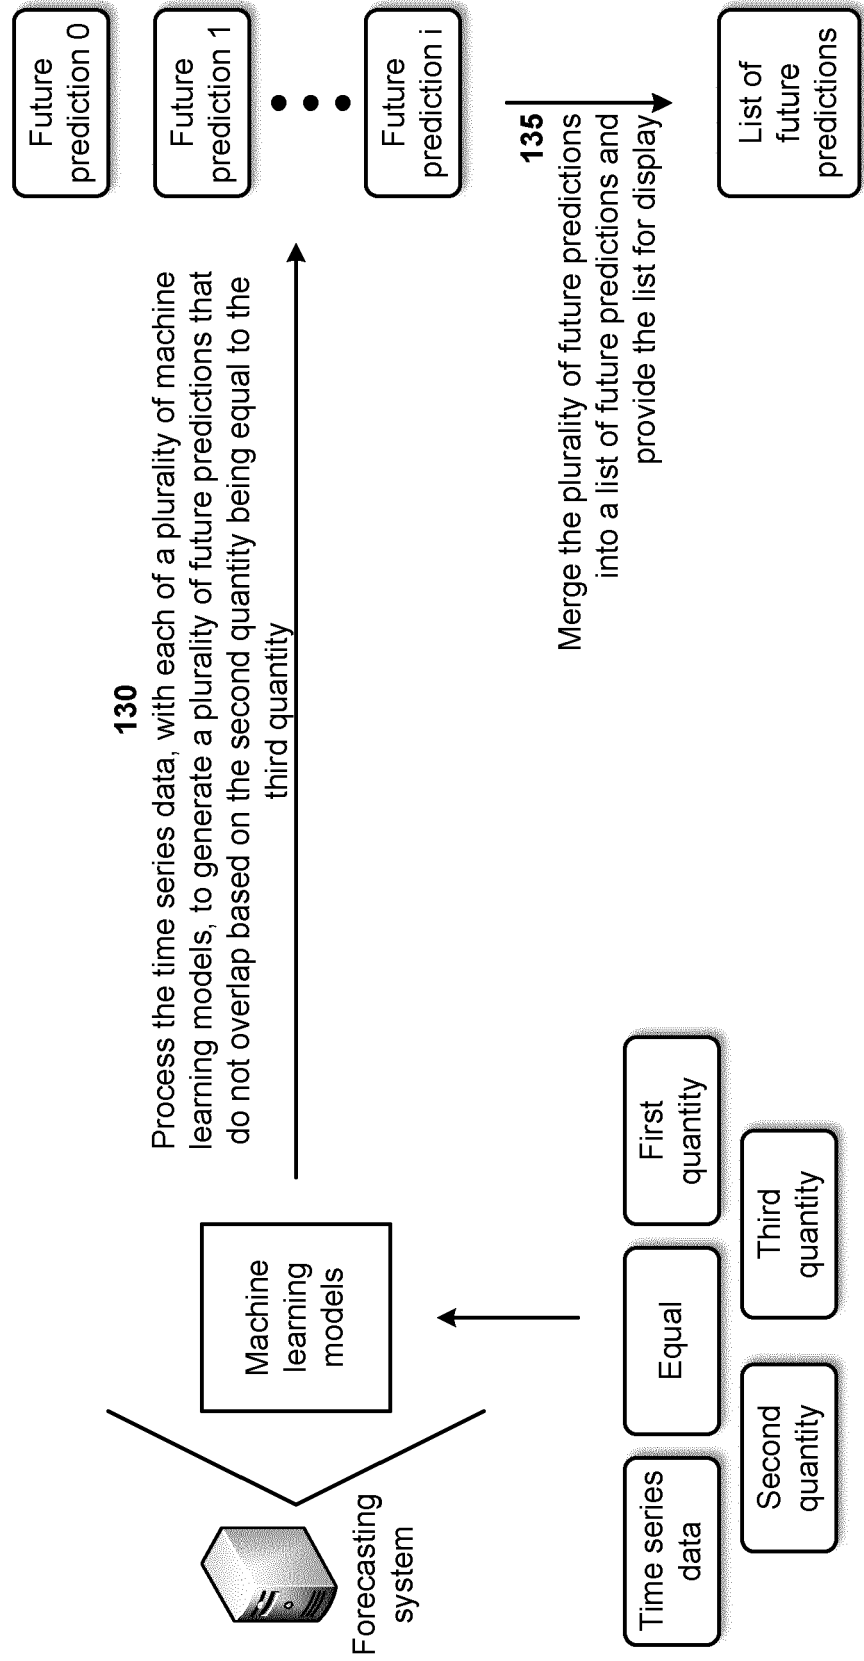 Forecasting
system
Machine
learning
models
130
Process the time series data, with each of a plurality of machine
learning models, to generate a plurality of future predictions that
do not overlap based on the second quantity being equal to the
third quantity
Future
prediction 0
Future
prediction 1
Future
prediction i
135
Merge the plurality of future predictions
into a list of future predictions and
provide the list for display
List of
future
predictions
Time series
data
Equal
First
quantity
Second
quantity
Third
quantity